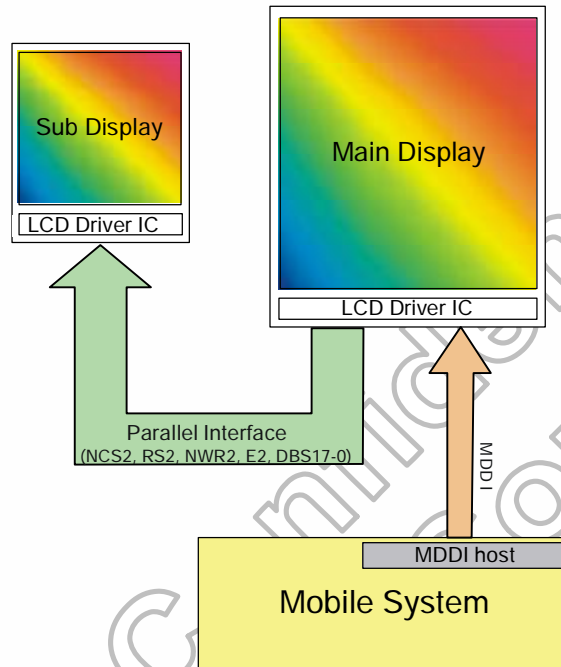 Sub Display
LCD Driver IC
Main Display
LCD Driver IC
Parallel Interface
(NCS2, RS2, NWR2, E2, DBS17-0)
MDDI
MDDI host
Mobile System